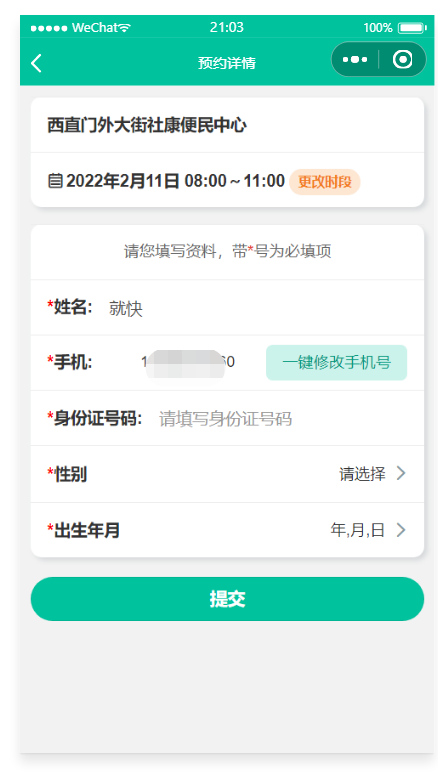 WeChat 21:03 100%
预约详情
西直门外大街社康便民中心
2022年2月11日 08:00～11:00 更改时段
请您填写资料，带*号为必填项
*姓名: 就快
*手机: 1 60 一键修改手机号
*身份证号码: 请填写身份证号码
*性别 请选择
*出生年月 年,月,日
提交